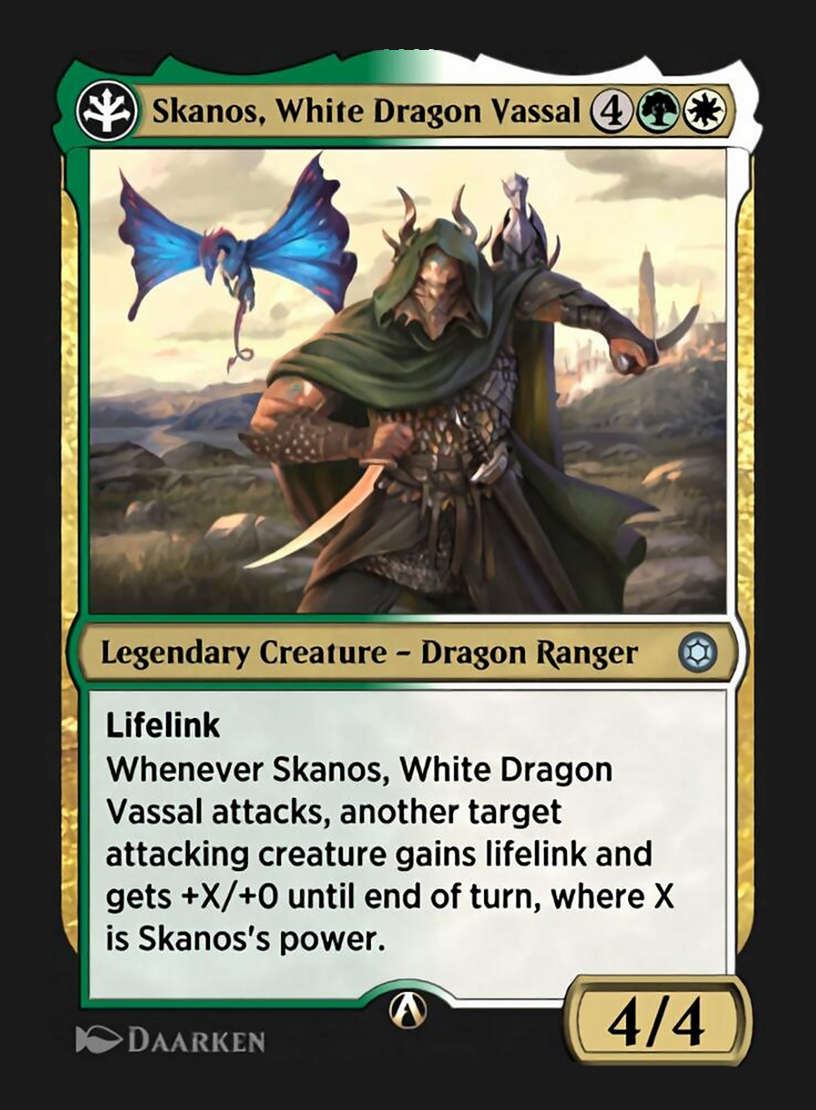 Skanos, White Dragon Vassal 4
Legendary Creature – Dragon Ranger
Lifelink
Whenever Skanos, White Dragon
Vassal attacks, another target
attacking creature gains lifelink and
gets +X/+0 until end of turn, where X
is Skanos's power.
4/4
DAARKEN